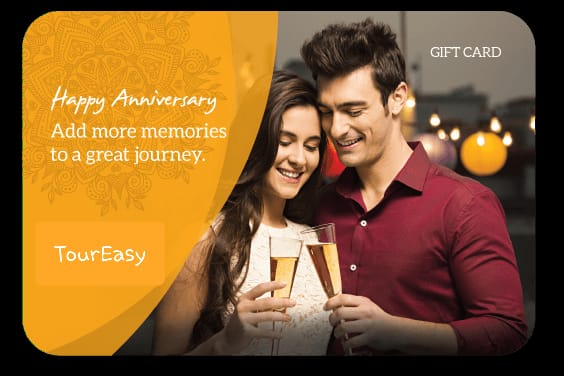 GIFT CARD
Happy Anniversary
Add more memories
to a great journey.
TourEasy